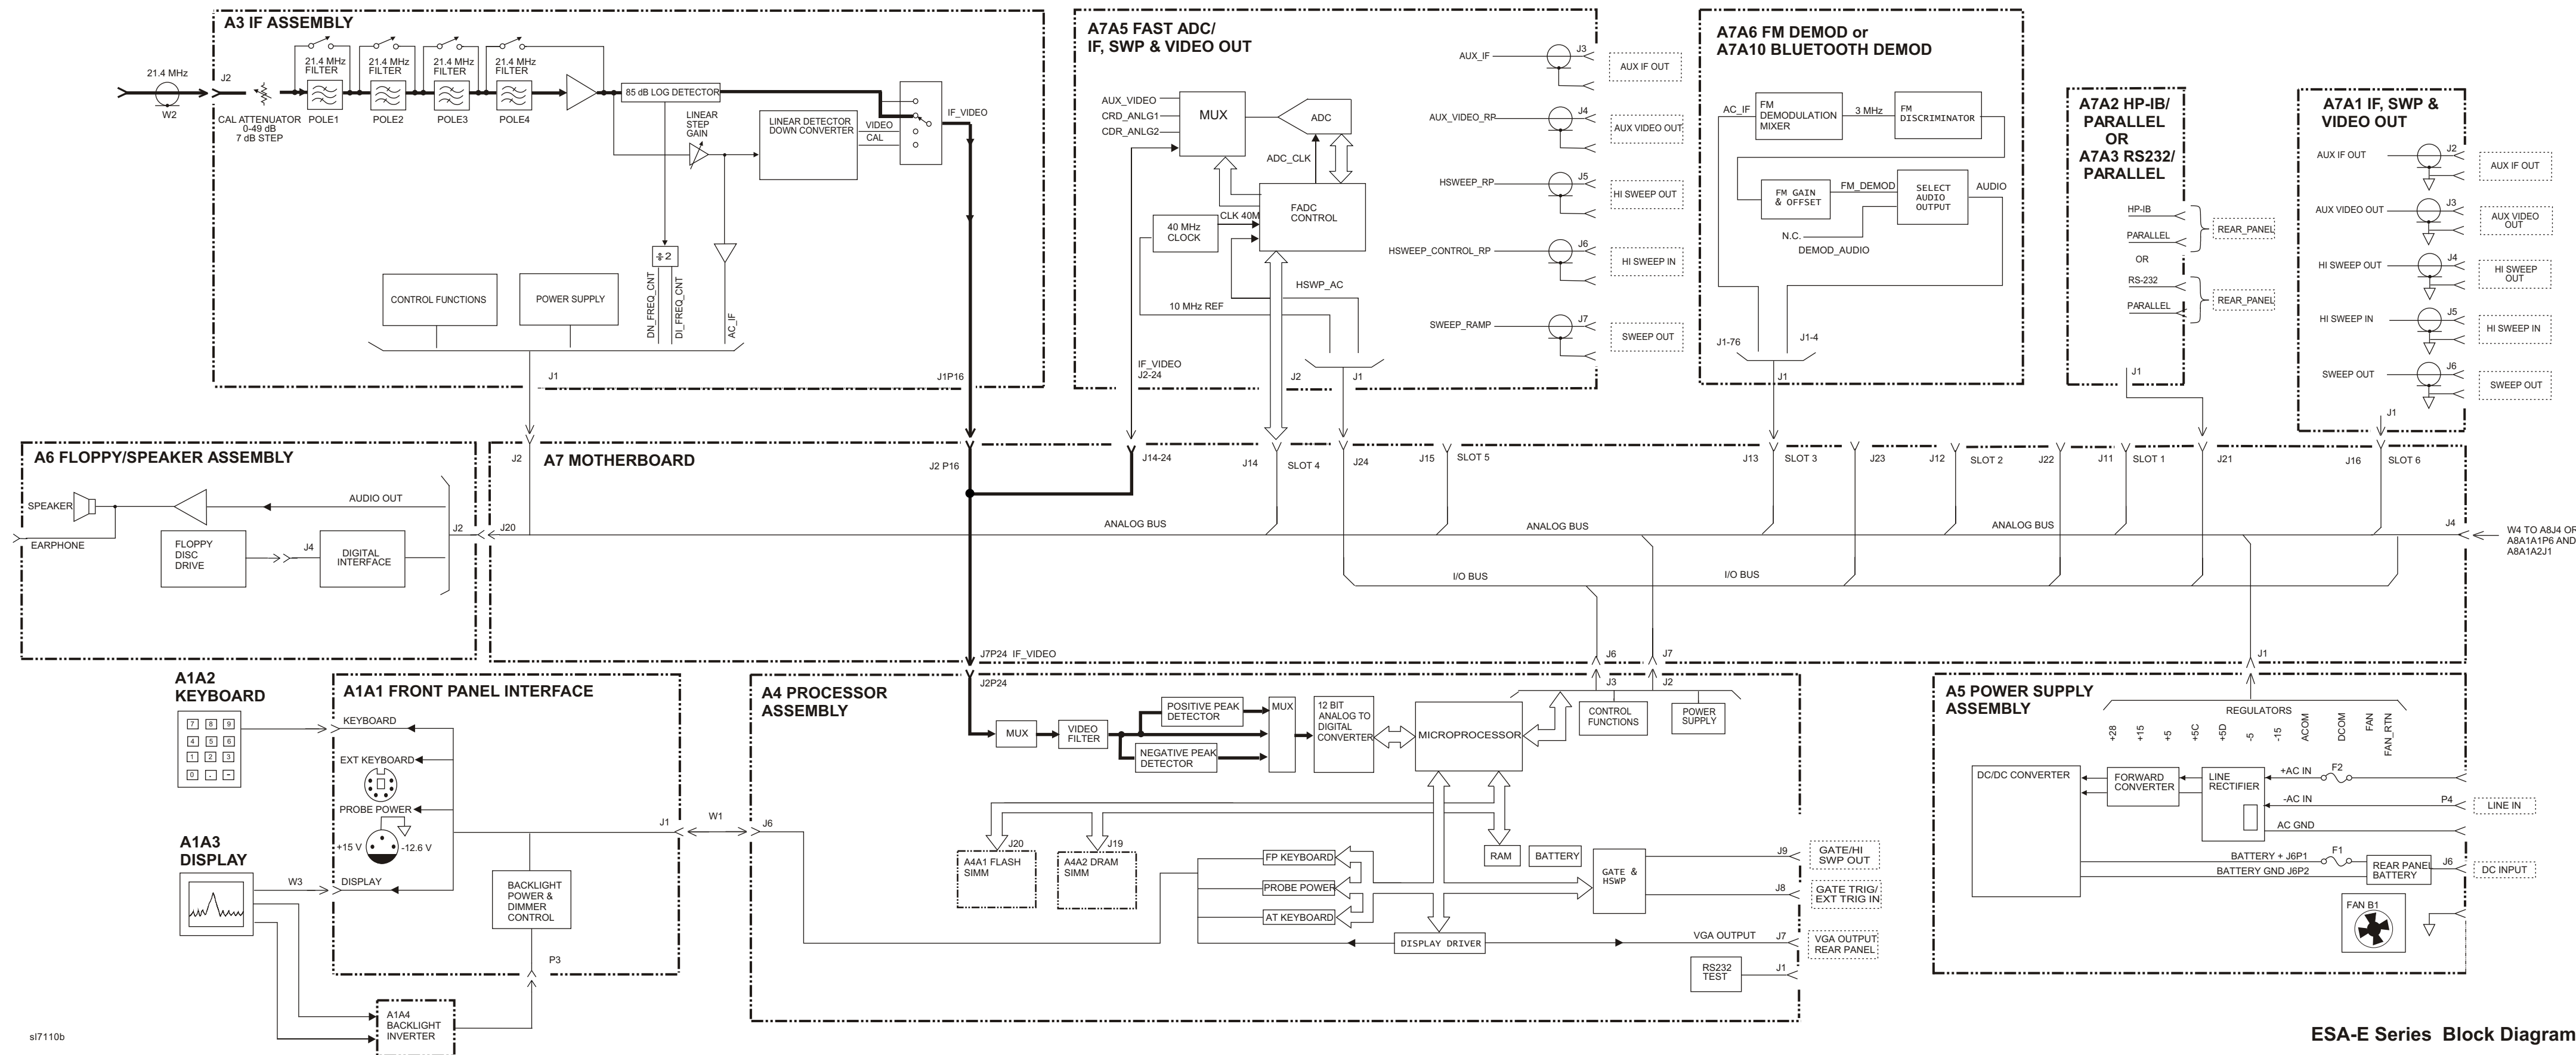 A3 IF ASSEMBLY
21.4 MHz
W2
J2
CAL ATTENUATOR
0-49 dB
7 dB STEP
21.4 MHz
FILTER
POLE1
21.4 MHz
FILTER
POLE2
21.4 MHz
FILTER
POLE3
21.4 MHz
FILTER
POLE4
85 dB LOG DETECTOR
LINEAR
STEP
GAIN
LINEAR DETECTOR
DOWN CONVERTER
VIDEO
CAL
IF_VIDEO
÷2
DN_FREQ_CNT
DI_FREQ_CNT
AC_IF
CONTROL FUNCTIONS
POWER SUPPLY
J1
J1P16
A7A5 FAST ADC/
IF, SWP & VIDEO OUT
AUX_VIDEO
CRD_ANLG1
CDR_ANLG2
MUX
ADC
ADC_CLK
FADC
CONTROL
CLK 40M
40 MHz
CLOCK
HSWP_AC
10 MHz REF
IF_VIDEO
J2-24
J2
J1
AUX_IF
J3
AUX IF OUT
AUX_VIDEO_RP
J4
AUX VIDEO OUT
HSWEEP_RP
J5
HI SWEEP OUT
HSWEEP_CONTROL_RP
J6
HI SWEEP IN
SWEEP_RAMP
J7
SWEEP OUT
A7A6 FM DEMOD or
A7A10 BLUETOOTH DEMOD
AC_IF
FM
DEMODULATION
MIXER
3 MHz
FM
DISCRIMINATOR
FM GAIN
& OFFSET
FM_DEMOD
SELECT
AUDIO
OUTPUT
AUDIO
N.C.
DEMOD_AUDIO
J1-76
J1-4
J1
A7A2 HP-IB/
PARALLEL
OR
A7A3 RS232/
PARALLEL
HP-IB
PARALLEL
REAR_PANEL
OR
RS-232
PARALLEL
REAR_PANEL
J1
A7A1 IF, SWP &
VIDEO OUT
AUX IF OUT
J2
AUX IF OUT
AUX VIDEO OUT
J3
AUX VIDEO
OUT
HI SWEEP OUT
J4
HI SWEEP
OUT
HI SWEEP IN
J5
HI SWEEP IN
SWEEP OUT
J6
SWEEP OUT
J1
A6 FLOPPY/SPEAKER ASSEMBLY
SPEAKER
AUDIO OUT
EARPHONE
FLOPPY
DISC
DRIVE
J4
DIGITAL
INTERFACE
J2
J20
A7 MOTHERBOARD
J2
J2 P16
J14-24
J14
SLOT 4
J24
J15
SLOT 5
J13
SLOT 3
J23
J12
SLOT 2
J22
J11
SLOT 1
J21
J16
SLOT 6
ANALOG BUS
ANALOG BUS
ANALOG BUS
J4
W4 TO A8J4 OR
A8A1A1P6 AND
A8A1A2J1
I/O BUS
I/O BUS
J7P24 IF_VIDEO
J6
J7
J1
A1A2
KEYBOARD
7 8 9
4 5 6
1 2 3
0 . –
A1A3
DISPLAY
W3
A1A1 FRONT PANEL INTERFACE
KEYBOARD
EXT KEYBOARD
PROBE POWER
+15 V
-12.6 V
DISPLAY
BACKLIGHT
POWER &
DIMMER
CONTROL
J1
W1
P3
A1A4
BACKLIGHT
INVERTER
A4 PROCESSOR
ASSEMBLY
J2P24
MUX
VIDEO
FILTER
POSITIVE PEAK
DETECTOR
NEGATIVE PEAK
DETECTOR
MUX
12 BIT
ANALOG TO
DIGITAL
CONVERTER
MICROPROCESSOR
J3
J2
CONTROL
FUNCTIONS
POWER
SUPPLY
J6
J20
A4A1 FLASH
SIMM
J19
A4A2 DRAM
SIMM
RAM
BATTERY
FP KEYBOARD
PROBE POWER
AT KEYBOARD
GATE &
HSWP
J9
GATE/HI
SWP OUT
J8
GATE TRIG/
EXT TRIG IN
DISPLAY DRIVER
VGA OUTPUT
J7
VGA OUTPUT
REAR PANEL
RS232
TEST
J1
A5 POWER SUPPLY
ASSEMBLY
REGULATORS
+28
+15
+5
+5C
+5D
-5
-15
ACOM
DCOM
FAN
FAN_RTN
DC/DC CONVERTER
FORWARD
CONVERTER
LINE
RECTIFIER
+AC IN
F2
-AC IN
P4
LINE IN
AC GND
BATTERY + J6P1
F1
BATTERY GND J6P2
REAR PANEL
BATTERY
J6
DC INPUT
FAN B1
sl7110b
ESA-E Series Block Diagram